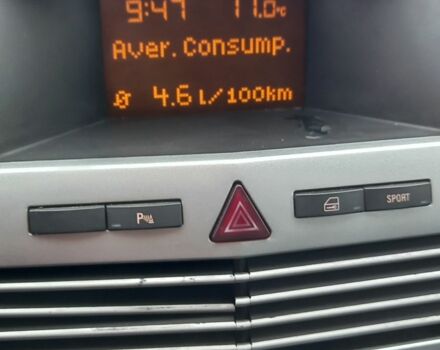 9:47 11.0°C
Aver. Consump.
Ø 4.6 L/100km
P
SPORT